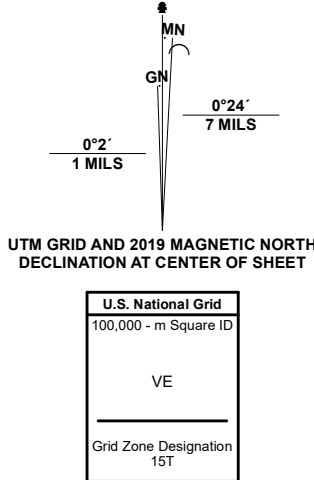 MN
GN
0°24´
7 MILS
0°2´
1 MILS
UTM GRID AND 2019 MAGNETIC NORTH
DECLINATION AT CENTER OF SHEET
U.S. National Grid
100,000 - m Square ID
VE
Grid Zone Designation
15T